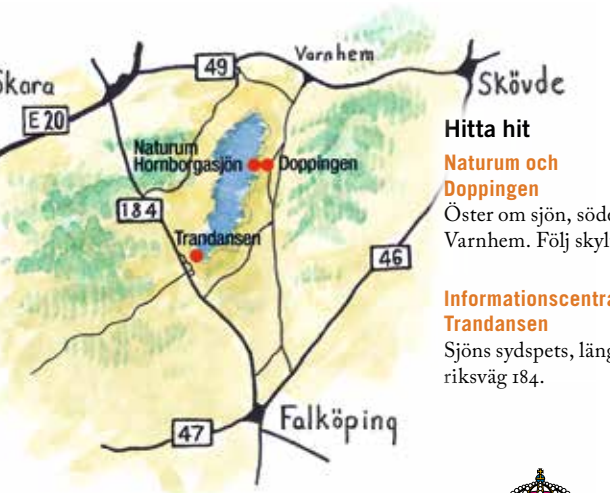 Skara
49
Varnhem
Skövde
E20
Naturum
Hornborgasjön
Doppingen
184
Trandansen
46
47
Falköping
Hitta hit
Naturum och
Doppingen
Öster om sjön,
Varnhem. Följ
Trandansen
Sjöns sydspets,
riksväg 184.